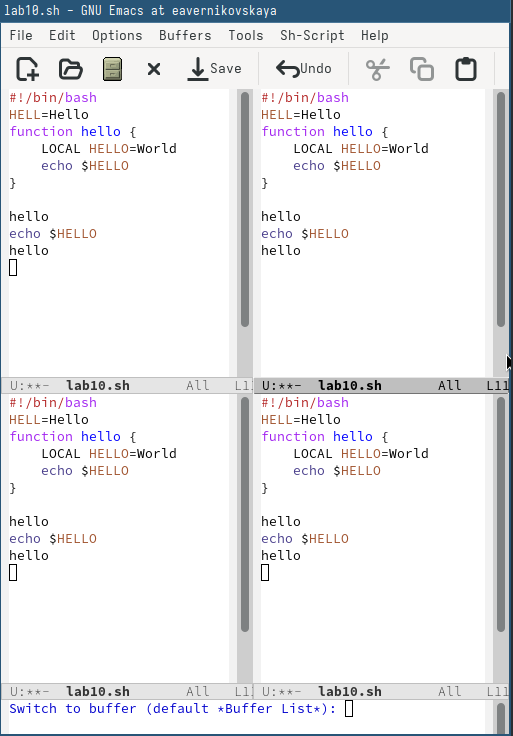 lab10.sh – GNU Emacs at eavernikovskaya
File Edit Options Buffers Tools Sh-Script Help
Save Undo
#!/bin/bash
HELL=Hello
function hello {
    LOCAL HELLO=World
    echo $HELLO
}
hello
echo $HELLO
hello
U:**- lab10.sh All L11
#!/bin/bash
HELL=Hello
function hello {
    LOCAL HELLO=World
    echo $HELLO
}
hello
echo $HELLO
hello
U:**- lab10.sh All L11
#!/bin/bash
HELL=Hello
function hello {
    LOCAL HELLO=World
    echo $HELLO
}
hello
echo $HELLO
hello
U:**- lab10.sh All L11
#!/bin/bash
HELL=Hello
function hello {
    LOCAL HELLO=World
    echo $HELLO
}
hello
echo $HELLO
hello
U:**- lab10.sh All L11
Switch to buffer (default *Buffer List*):